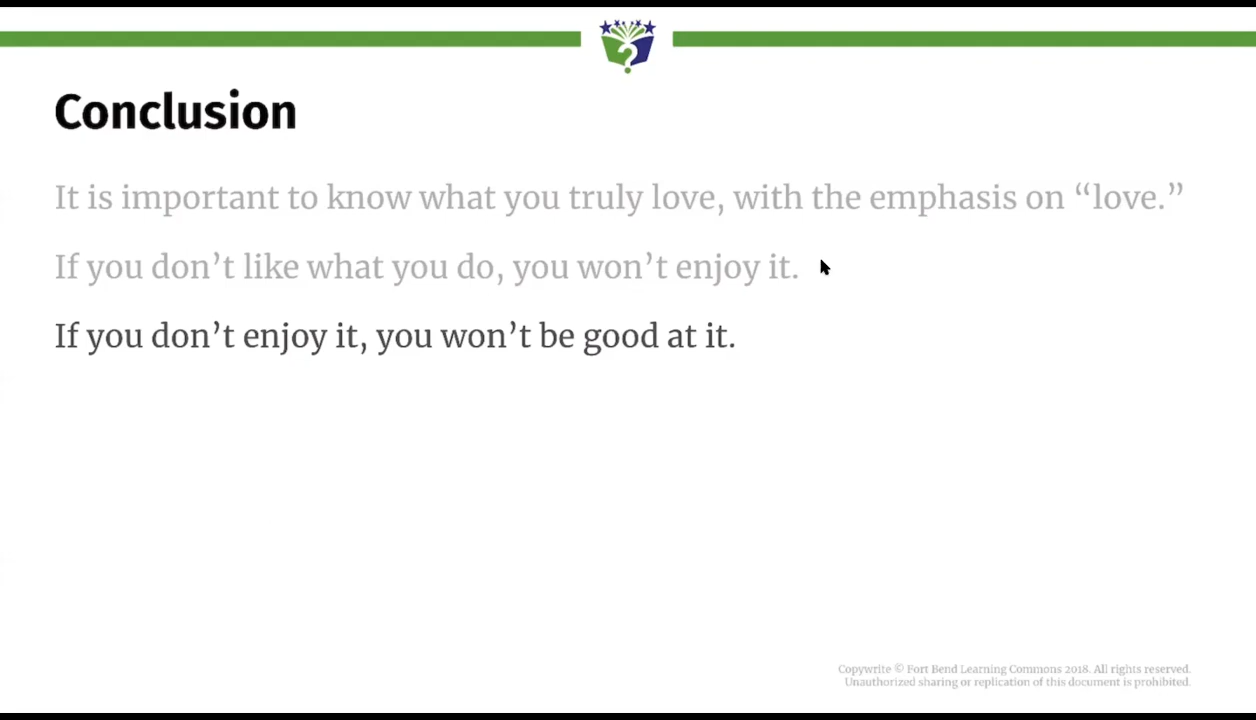 Conclusion
It is important to know what you truly love, with the emphasis on “love.”
If you don’t like what you do, you won’t enjoy it.
If you don’t enjoy it, you won’t be good at it.
Copywrite © Fort Bend Learning Commons 2018. All rights reserved.
Unauthorized sharing or replication of this document is prohibited.